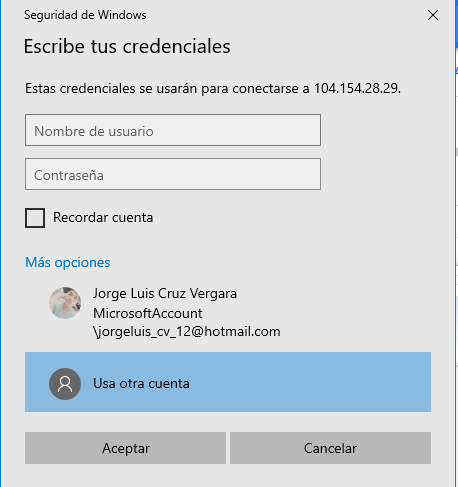 Seguridad de Windows
Escribe tus credenciales
Estas credenciales se usarán para conectarse a 104.154.28.29.
Nombre de usuario
Contraseña
Recordar cuenta
Más opciones
Jorge Luis Cruz Vergara
MicrosoftAccount
\jorgeluis_cv_12@hotmail.com
Usa otra cuenta
Aceptar
Cancelar